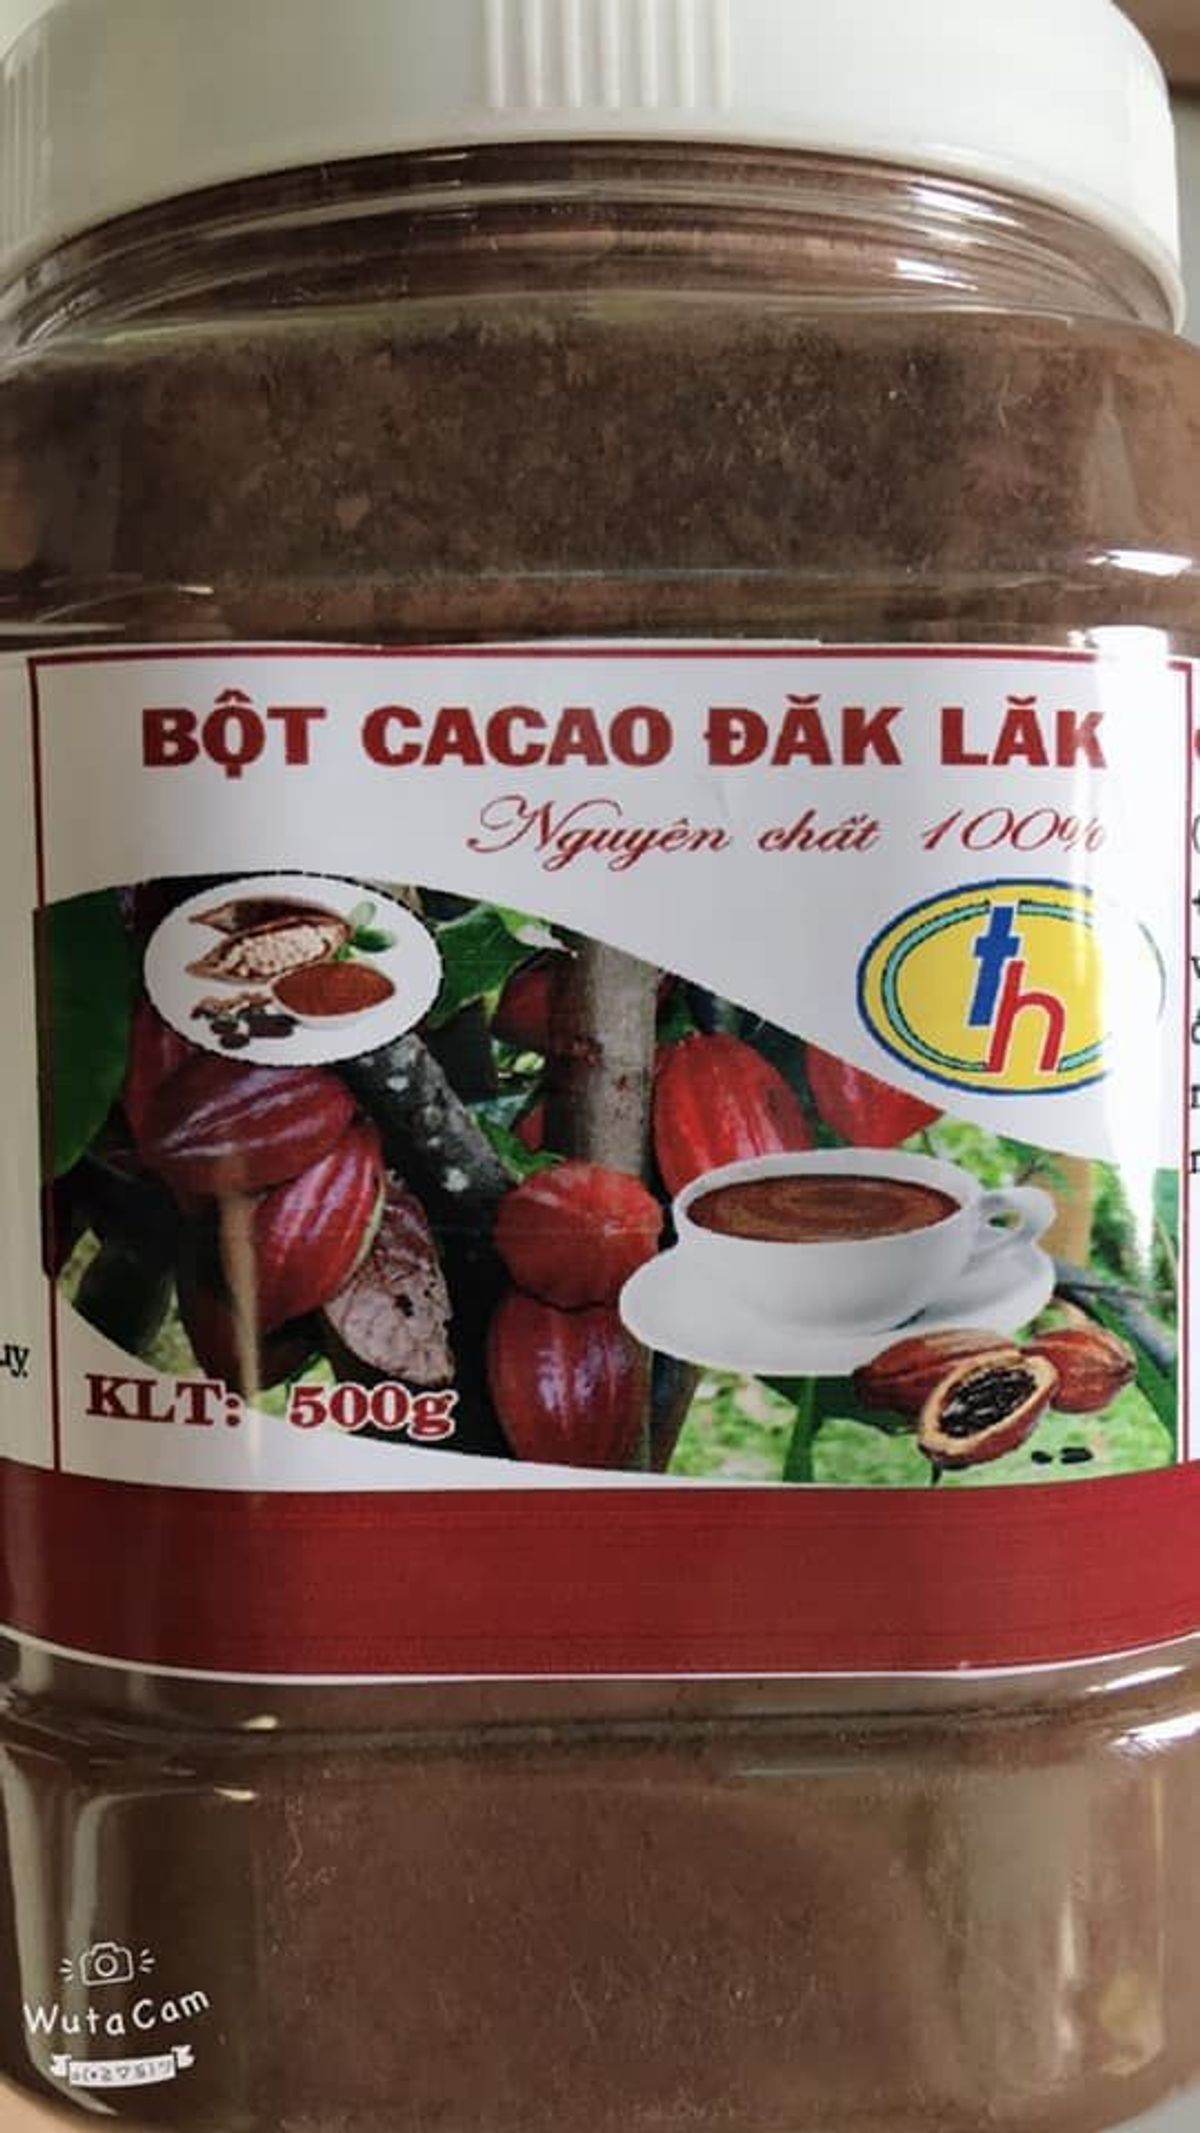 BỘT CACAO ĐĂK LĂK
Nguyên chất 100%
th
KLT: 500g
WutaCam